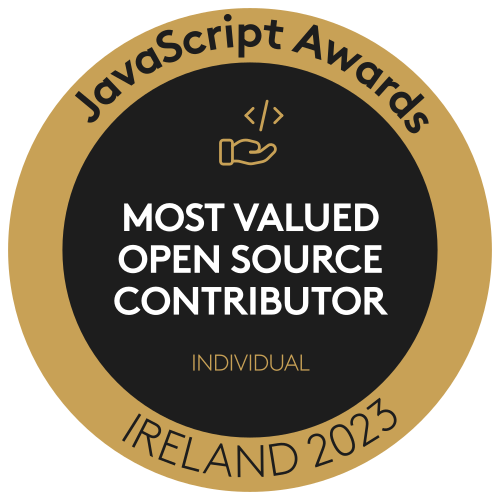 JavaScript Awards
</>
MOST VALUED
OPEN SOURCE
CONTRIBUTOR
INDIVIDUAL
IRELAND 2023